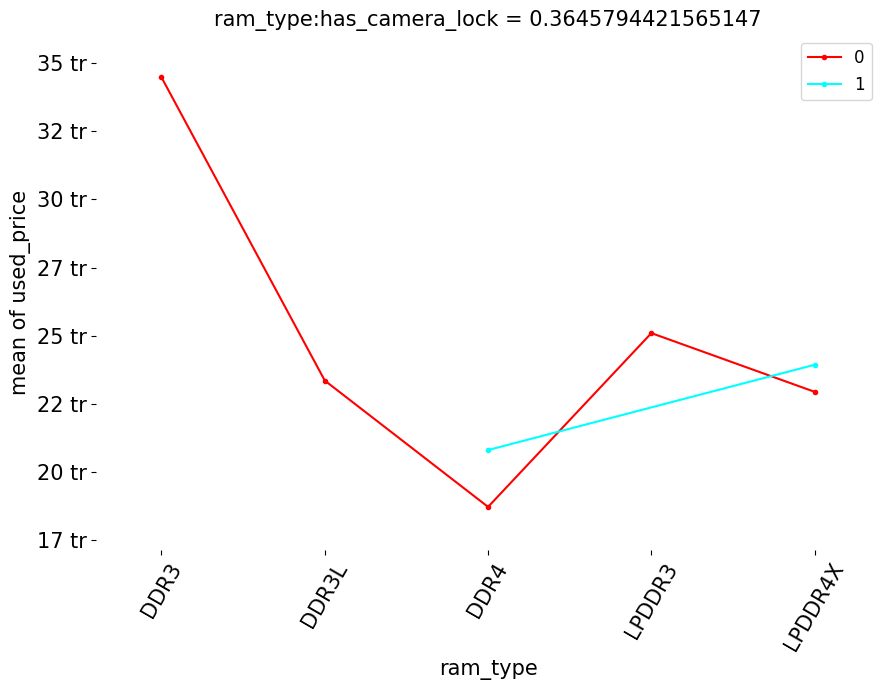 ram_type:has_camera_lock = 0.3645794421565147
0
1
35 tr
32 tr
30 tr
27 tr
25 tr
22 tr
20 tr
17 tr
mean of used_price
DDR3
DDR3L
DDR4
LPDDR3
LPDDR4X
ram_type